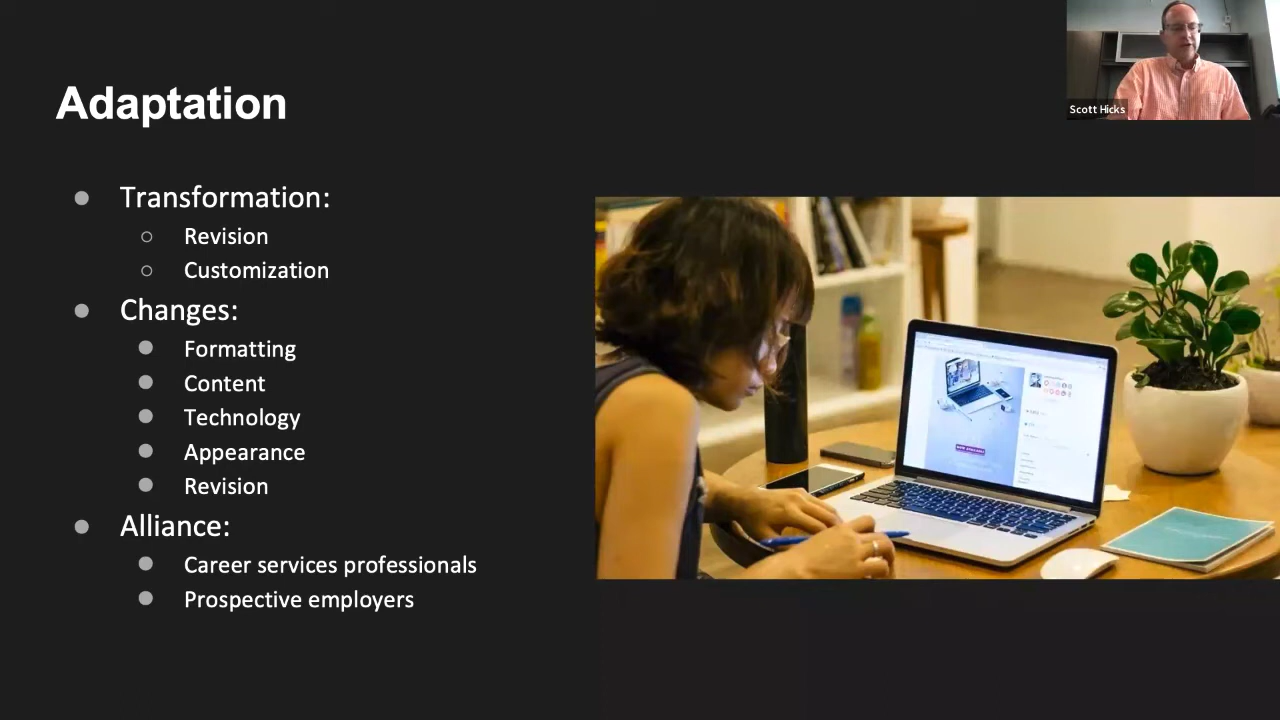 Adaptation
Scott Hicks
Transformation:
Revision
Customization
Changes:
Formatting
Content
Technology
Appearance
Revision
Alliance:
Career services professionals
Prospective employers